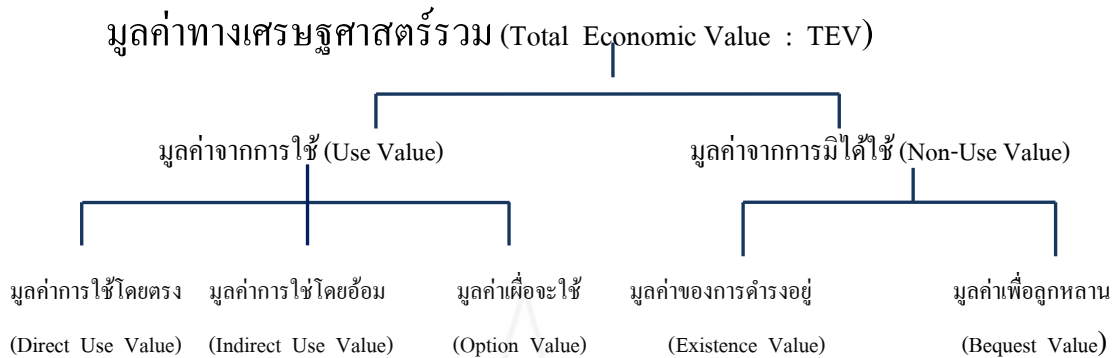 มูลค่าทางเศรษฐศาสตร์รวม (Total Economic Value : TEV)
มูลค่าจากการใช้ (Use Value) มูลค่าจากการมิได้ใช้ (Non-Use Value)
มูลค่าการใช้โดยตรง มูลค่าการใช่โดยอ้อม มูลค่าเผื่อจะใช้ มูลค่าของการดำรงอยู่ มูลค่าเพื่อลูกหลาน
(Direct Use Value) (Indirect Use Value) (Option Value) (Existence Value) (Bequest Value)